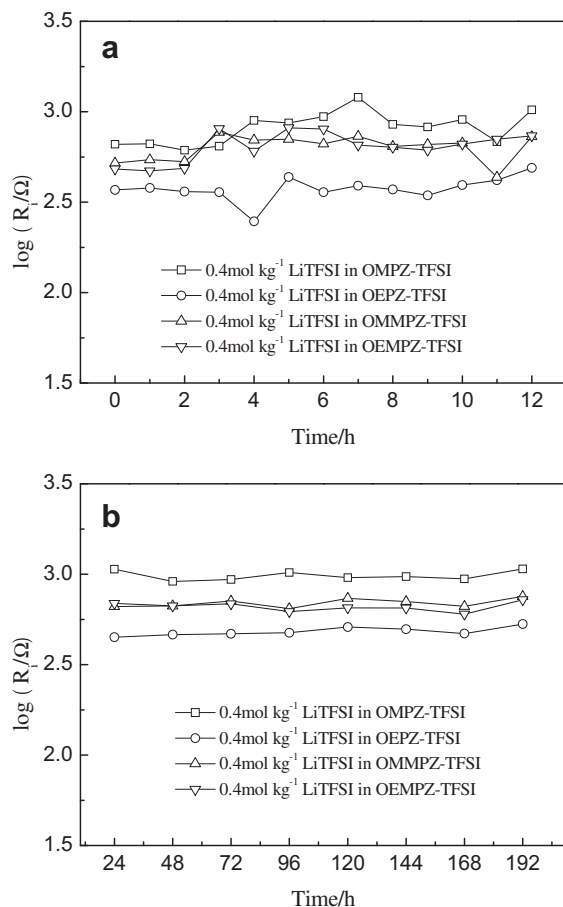 a
3.5
3.0
2.5
2.0
1.5
log ( R_i/Ω)
0.4mol kg⁻¹ LiTFSI in OMPZ-TFSI
0.4mol kg⁻¹ LiTFSI in OEPZ-TFSI
0.4mol kg⁻¹ LiTFSI in OMMPZ-TFSI
0.4mol kg⁻¹ LiTFSI in OEMPZ-TFSI
0 2 4 6 8 10 12
Time/h
b
3.5
3.0
2.5
2.0
1.5
log ( R_i/Ω)
0.4mol kg⁻¹ LiTFSI in OMPZ-TFSI
0.4mol kg⁻¹ LiTFSI in OEPZ-TFSI
0.4mol kg⁻¹ LiTFSI in OMMPZ-TFSI
0.4mol kg⁻¹ LiTFSI in OEMPZ-TFSI
24 48 72 96 120 144 168 192
Time/h